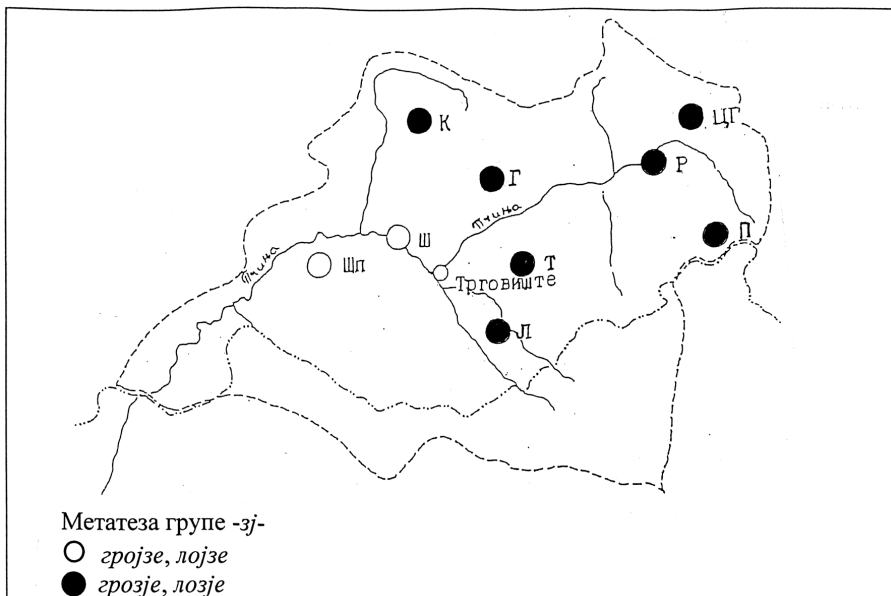 К
ЦГ
Р
Г
Пчиња
Ш
П
Пчиња
Шп
Т
Трговиште
Л
Метатеза групе -зј-
гројзе, лојзе
грозје, лозје